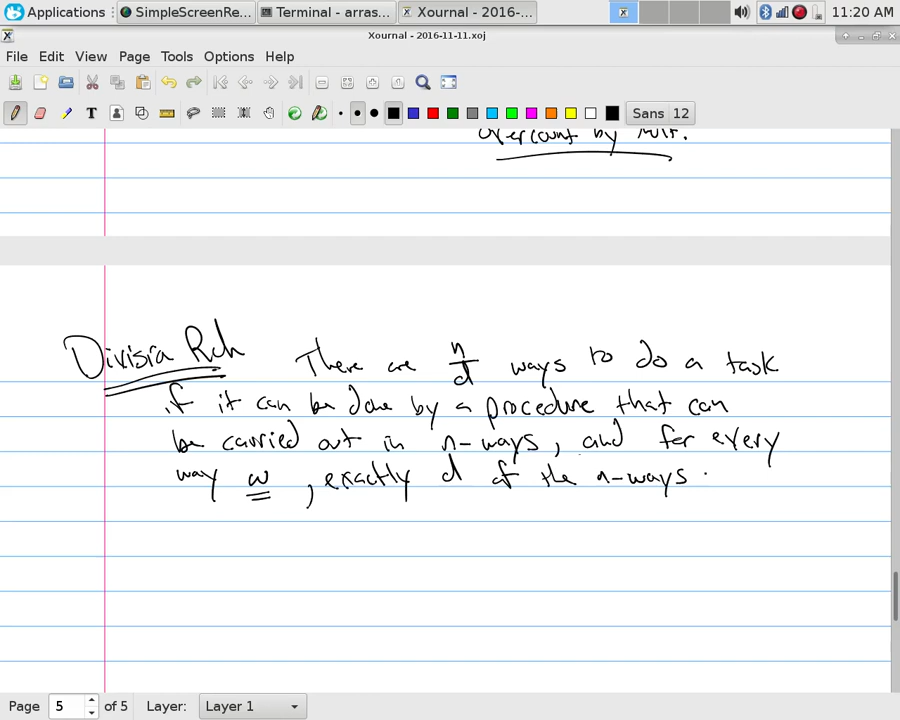 Applications SimpleScreenRe... Terminal - arras... Xournal - 2016-... 11:20 AM
Xournal - 2016-11-11.xoj
File Edit View Page Tools Options Help
Sans 12
overcount by
Division Rule There are n/d ways to do a task
if it can be done by a procedure that can
be carried out in n-ways, and for every
way w, exactly d of the n-ways
Page 5 of 5 Layer: Layer 1